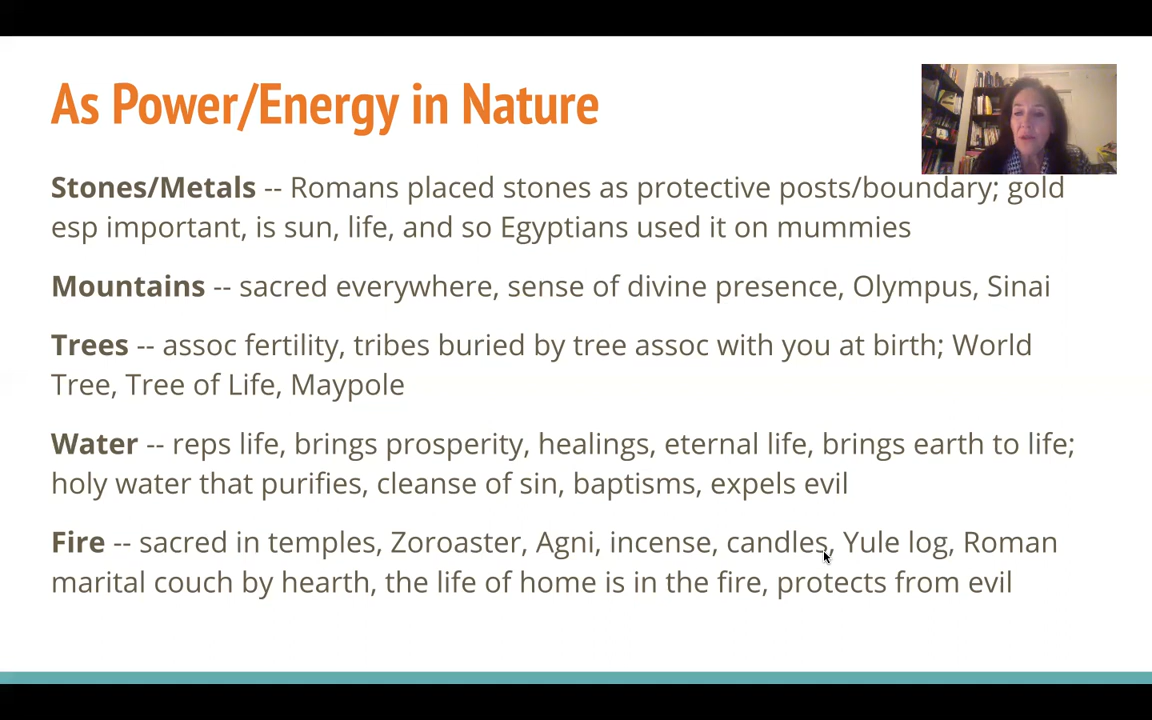 As Power/Energy in Nature
Stones/Metals -- Romans placed stones as protective posts/boundary; gold
esp important, is sun, life, and so Egyptians used it on mummies
Mountains -- sacred everywhere, sense of divine presence, Olympus, Sinai
Trees -- assoc fertility, tribes buried by tree assoc with you at birth; World
Tree, Tree of Life, Maypole
Water -- reps life, brings prosperity, healings, eternal life, brings earth to life;
holy water that purifies, cleanse of sin, baptisms, expels evil
Fire -- sacred in temples, Zoroaster, Agni, incense, candles, Yule log, Roman
marital couch by hearth, the life of home is in the fire, protects from evil